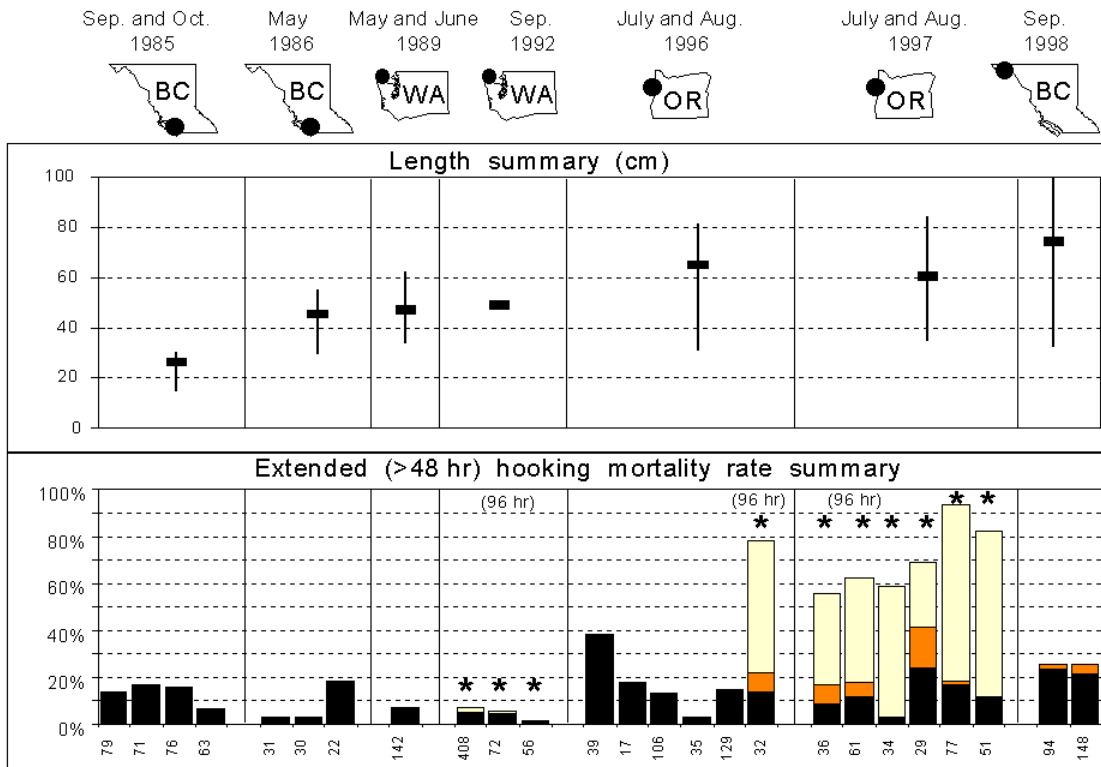 Sep. and Oct. May May and June Sep. July and Aug. July and Aug. Sep.
1985 1986 1989 1992 1996 1997 1998
BC BC WA WA OR OR BC
Length summary (cm)
100
80
60
40
20
0
Extended (>48 hr) hooking mortality rate summary
100%
(96 hr) (96 hr) (96 hr)
* * * * * * *
80%
60%
40%
* * *
20%
0%
79 71 76 63 31 30 22 142 408 72 56 39 17 106 35 129 32 36 61 34 29 77 51 94 148